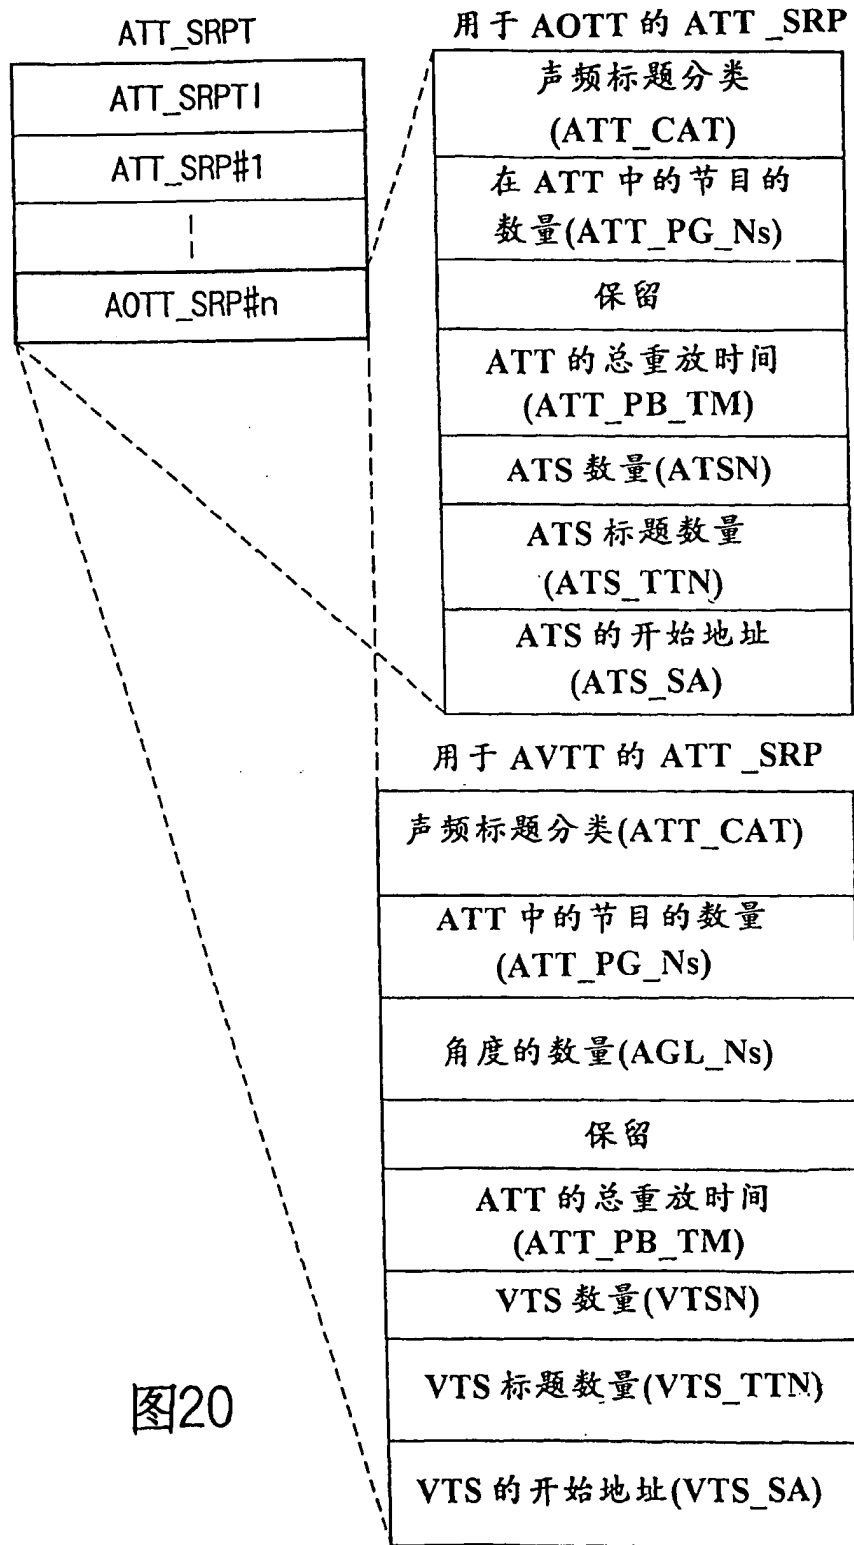 ATT_SRPT
ATT_SRPTI
ATT_SRP#1
AOTT_SRP#n
用于 AOTT 的 ATT _SRP
声频标题分类
(ATT_CAT)
在 ATT 中的节目的
数量(ATT_PG_Ns)
保留
ATT 的总重放时间
(ATT_PB_TM)
ATS 数量(ATSN)
ATS 标题数量
(ATS_TTN)
ATS 的开始地址
(ATS_SA)
用于 AVTT 的 ATT _SRP
声频标题分类(ATT_CAT)
ATT 中的节目的数量
(ATT_PG_Ns)
角度的数量(AGL_Ns)
保留
ATT 的总重放时间
(ATT_PB_TM)
VTS 数量(VTSN)
VTS 标题数量(VTS_TTN)
VTS 的开始地址(VTS_SA)
图20